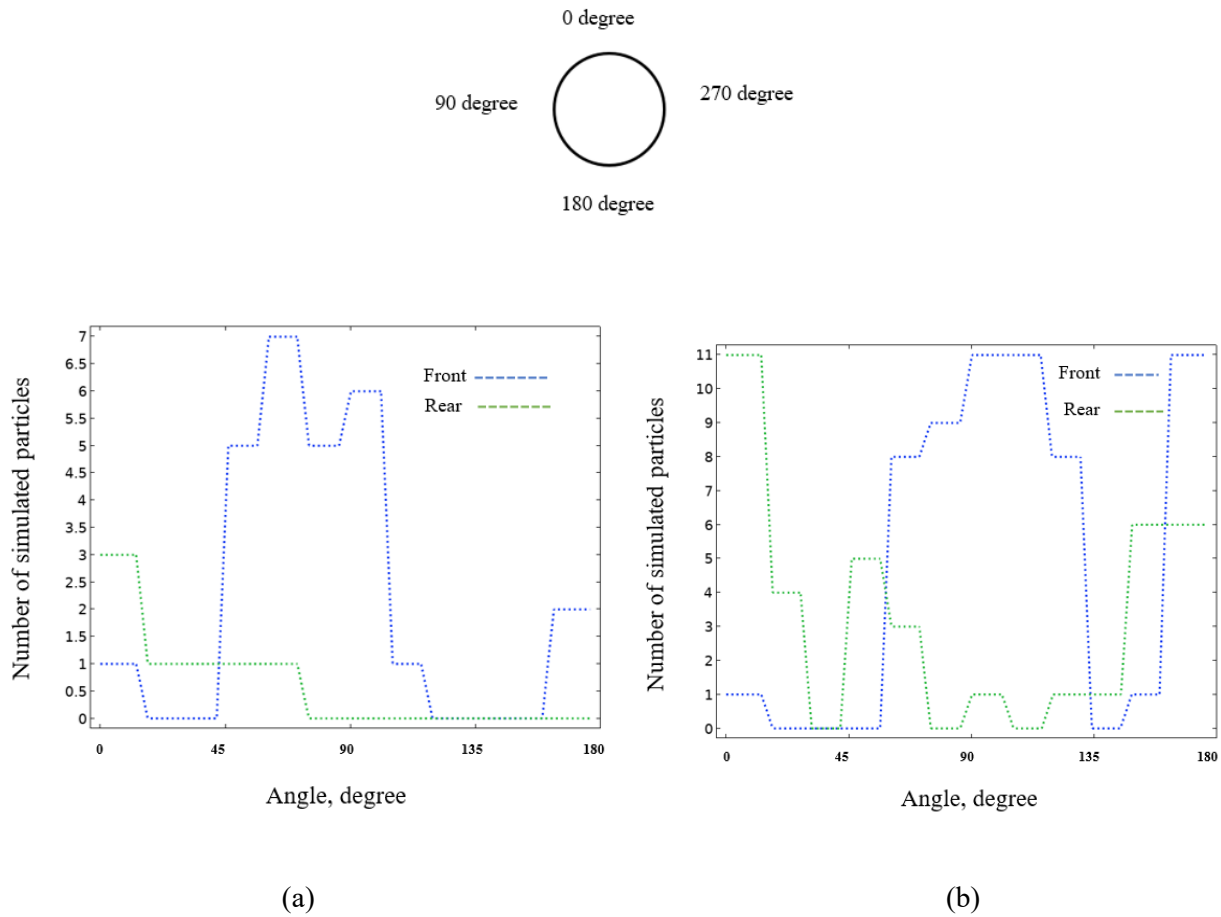 0 degree
90 degree
270 degree
180 degree
7
6.5
6
5.5
5
4.5
4
3.5
3
2.5
2
1.5
1
0.5
0
Number of simulated particles
Front
Rear
0 45 90 135 180
Angle, degree
(a)
11
10
9
8
7
6
5
4
3
2
1
0
Number of simulated particles
Front
Rear
0 45 90 135 180
Angle, degree
(b)